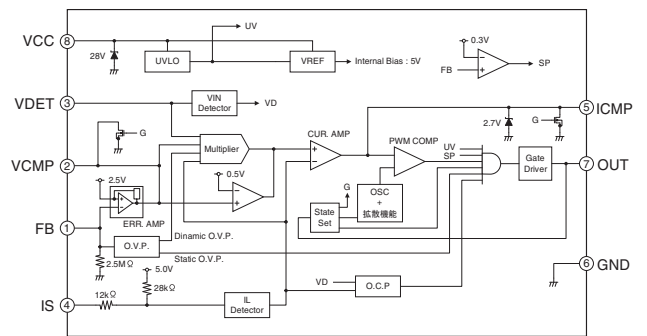 VCC
8
28V
UVLO
UV
VREF
Internal Bias : 5V
0.3V
FB
SP
VDET
3
VIN
Detector
VD
5
ICMP
2.7V
G
VCMP
2
G
Multiplier
CUR. AMP
PWM COMP
UV
SP
Gate
Driver
7
OUT
2.5V
ERR. AMP
0.5V
G
State
Set
OSC
+
拡散機能
FB
1
O.V.P.
Dinamic O.V.P.
Static O.V.P.
2.5MΩ
5.0V
28kΩ
12kΩ
IS
4
IL
Detector
VD
O.C.P
6
GND